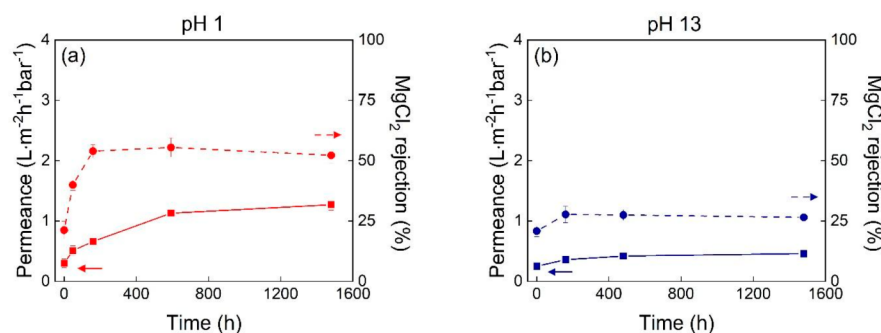 pH 1
(a)
Permeance (L·m-2h-1bar-1)
4
3
2
1
0
100
75
50
25
0
MgCl2 rejection (%)
0 400 800 1200 1600
Time (h)
pH 13
(b)
Permeance (L·m-2h-1bar-1)
4
3
2
1
0
100
75
50
25
0
MgCl2 rejection (%)
0 400 800 1200 1600
Time (h)